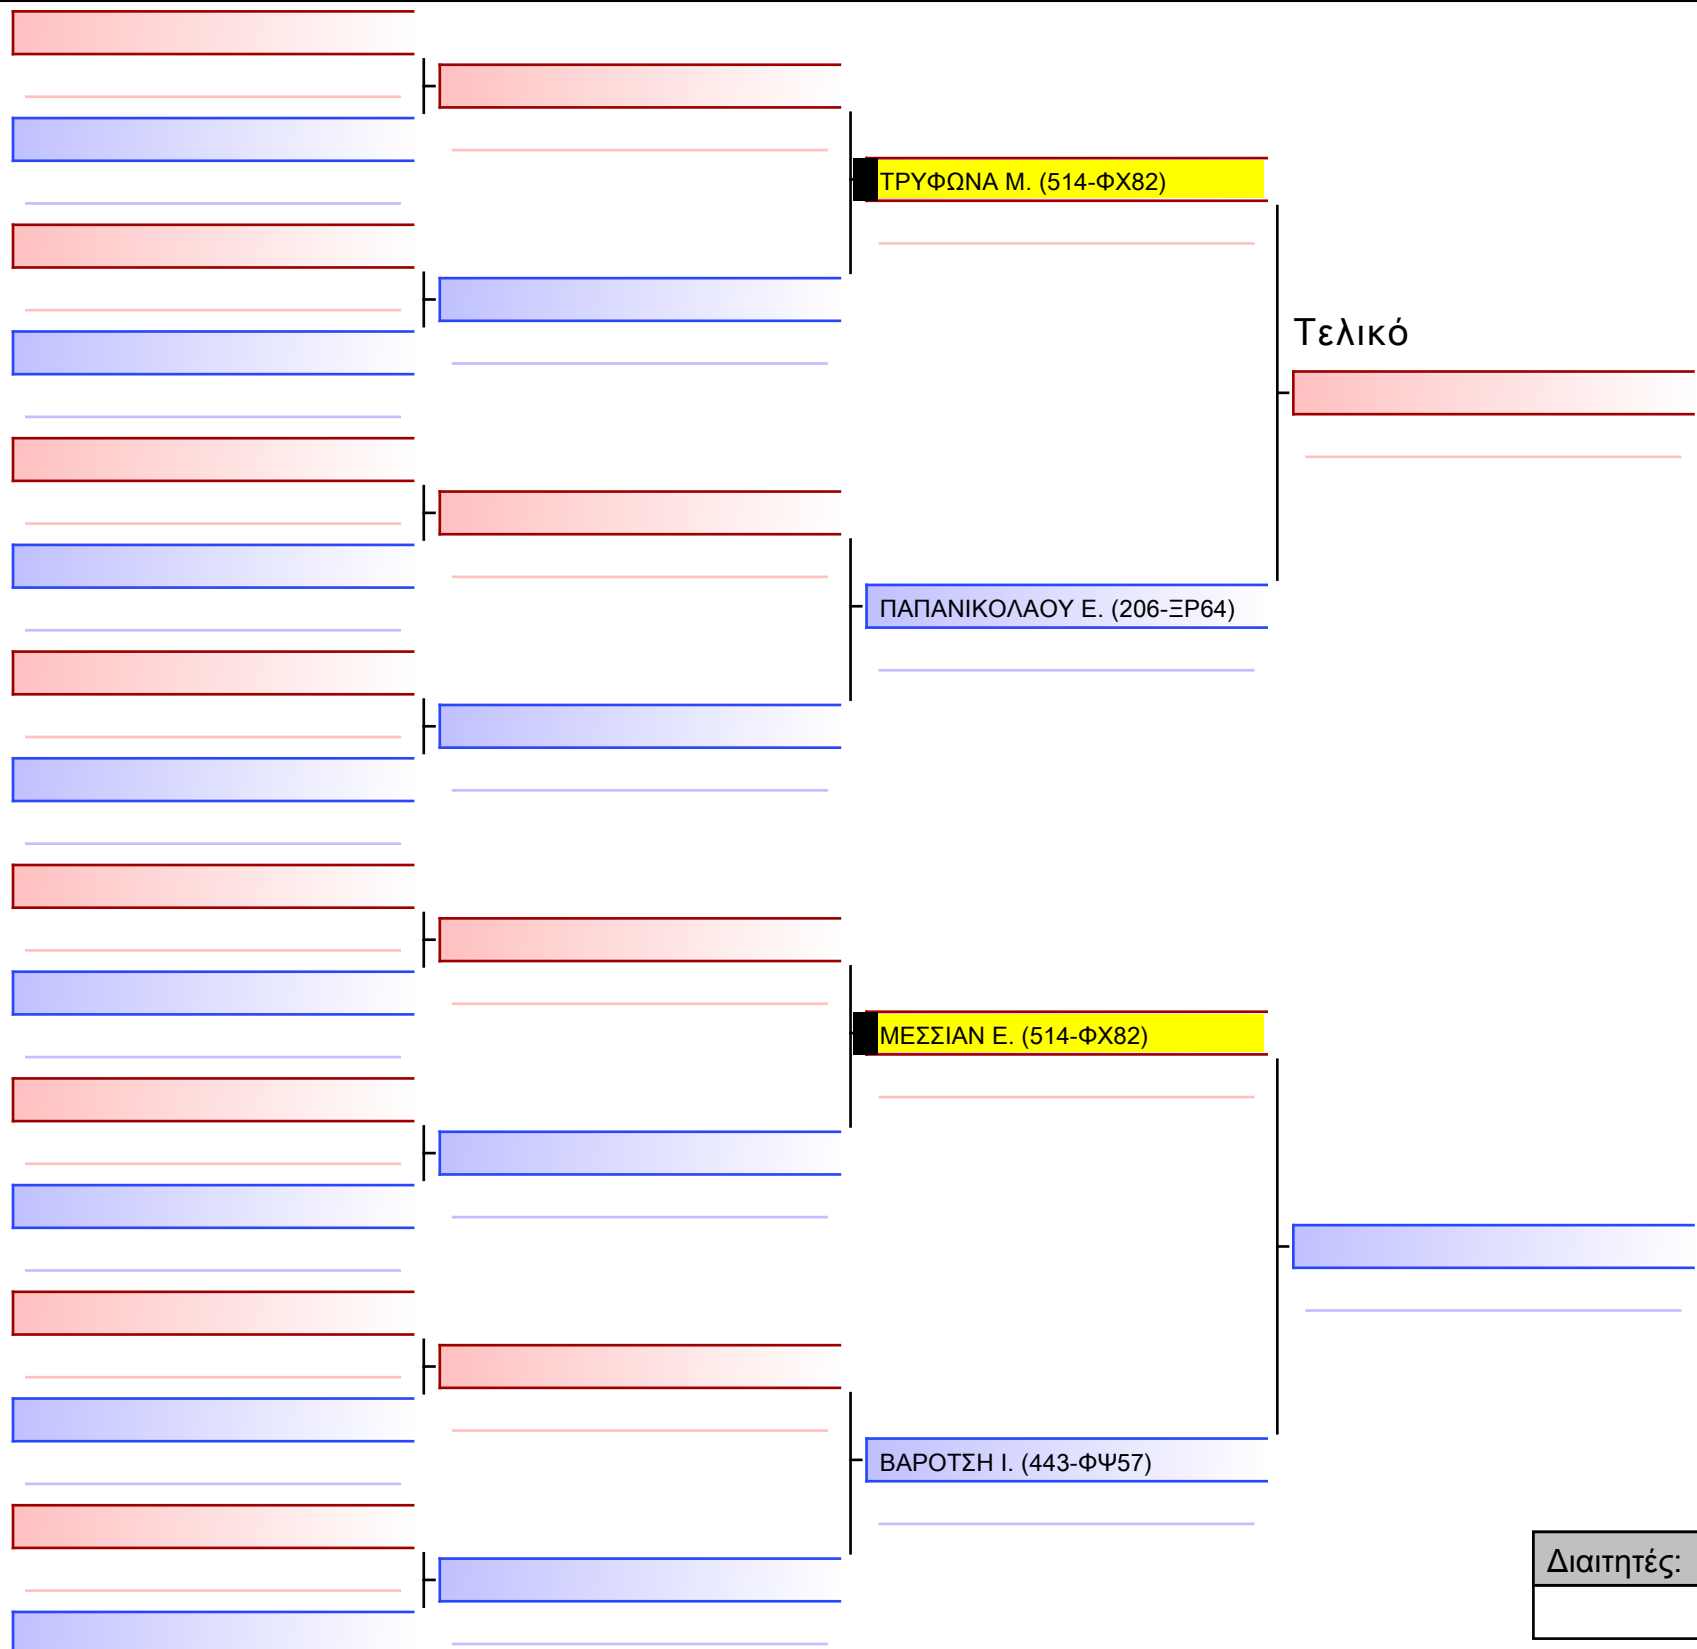 ΤΡΥΦΩΝΑ Μ. (514-ΦΧ82)
Τελικό
ΠΑΠΑΝΙΚΟΛΑΟΥ Ε. (206-ΞΡ64)
ΜΕΣΣΙΑΝ Ε. (514-ΦΧ82)
ΒΑΡΟΤΣΗ Ι. (443-ΦΨ57)
Διαιτητές: